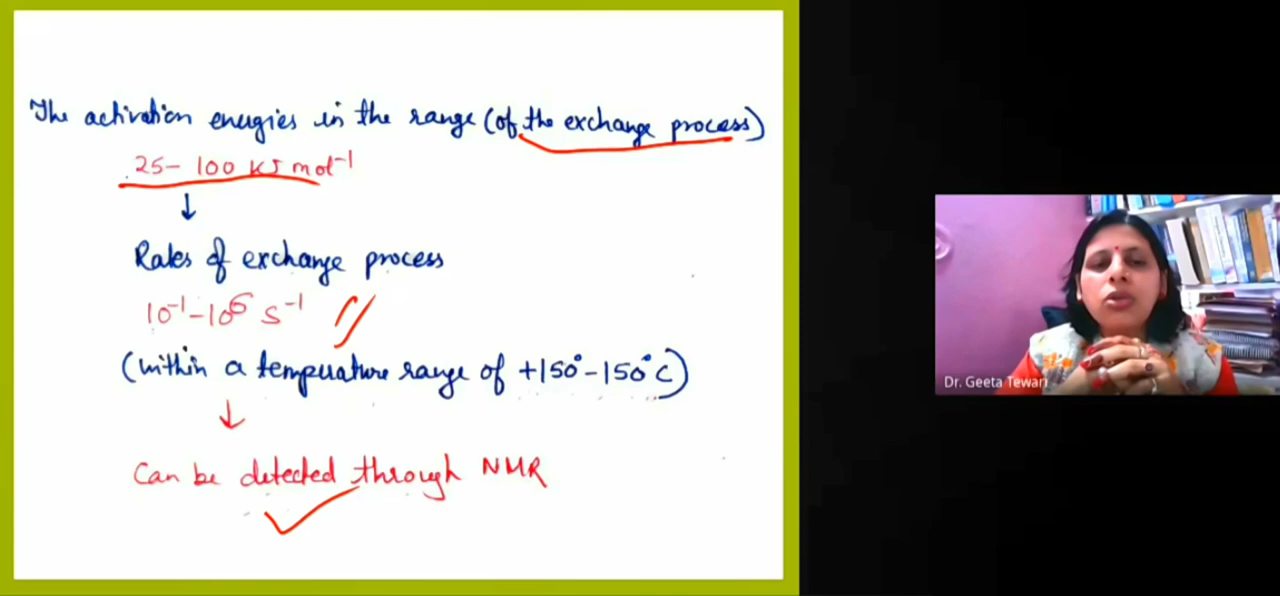 The activation energies in the range (of the exchange process)
25- 100 KJ mol-1
↓
Rates of exchange process
10-1-106 S-1
(Within a temperature range of +150°-150°C)
↓
Can be detected through NMR
Dr. Geeta Tewari